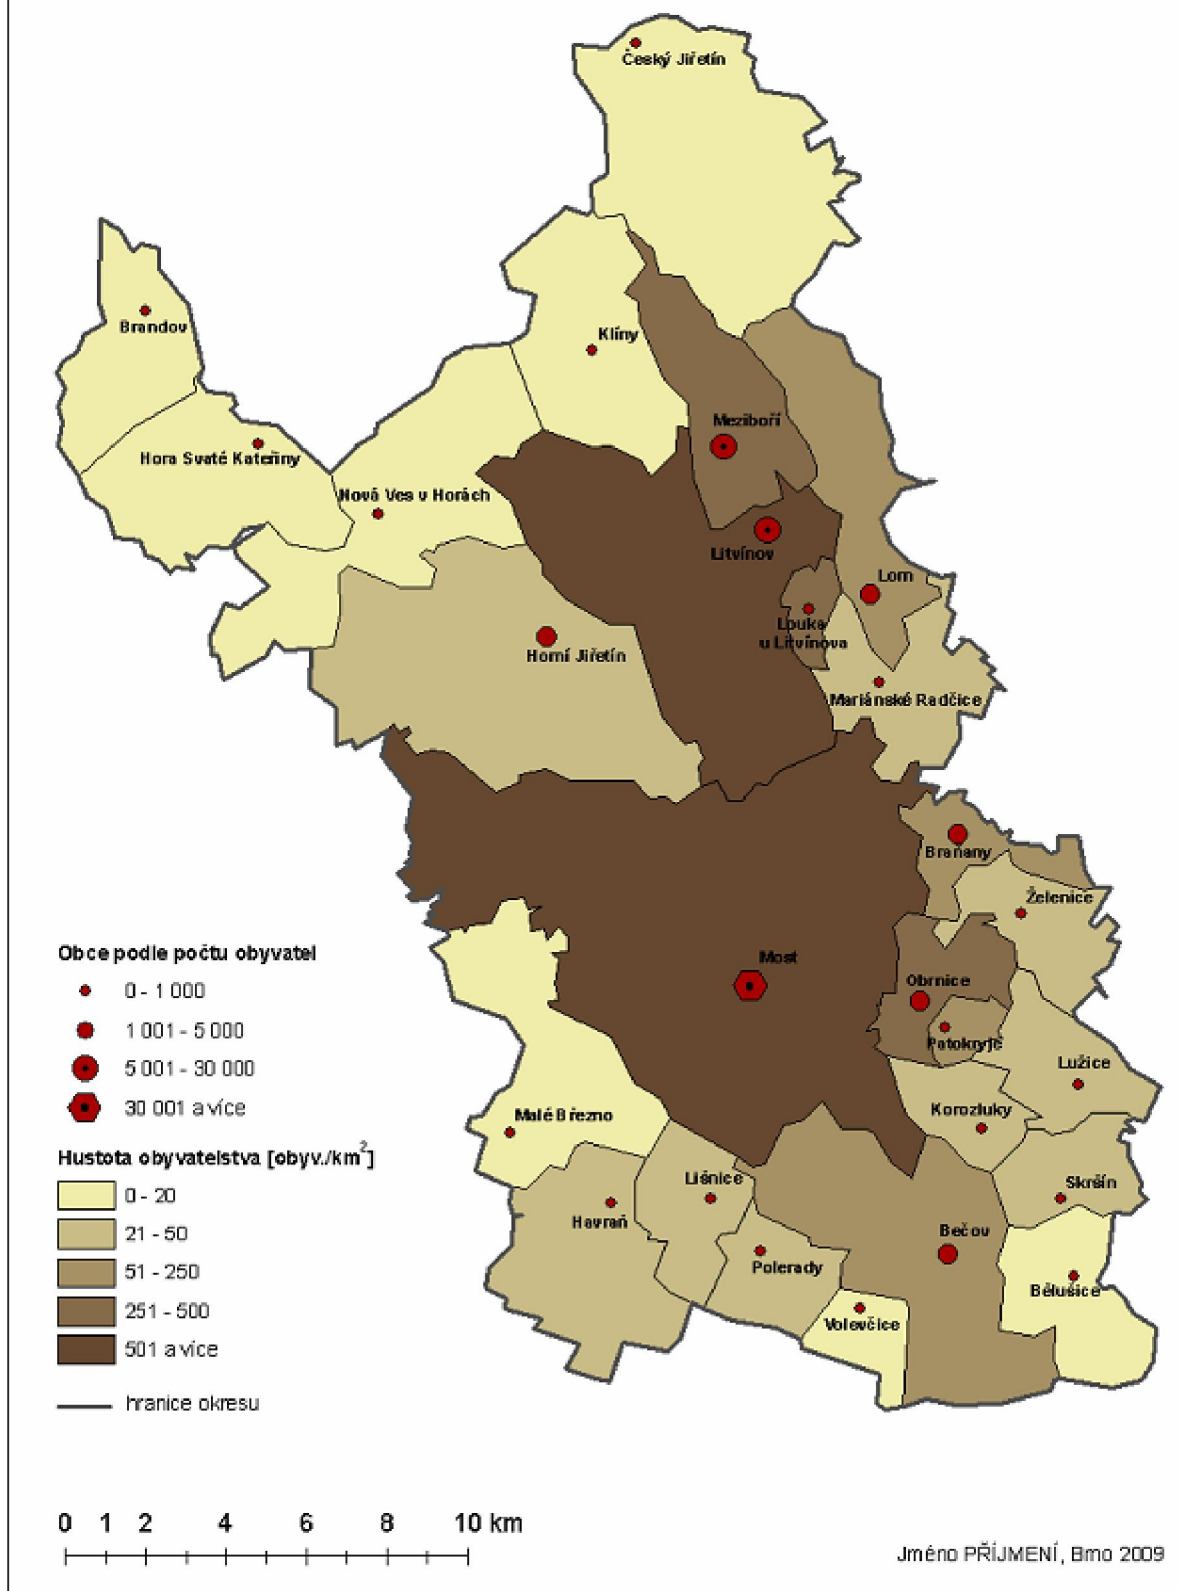 Český Jiřetín
Brandov
Klíny
Meziboří
Hora Svaté Kateřiny
Nová Ves v Horách
Litvínov
Lom
Louka
u Litvínova
Horní Jiřetín
Mariánské Radčice
Braňany
Želenice
Most
Obrnice
Patokryje
Lužice
Korozluky
Malé Březno
Lišnice
Skršín
Havraň
Bečov
Polerady
Bělušice
Volevčice
Obce podle počtu obyvatel
0 - 1 000
1 001 - 5 000
5 001 - 30 000
30 001 a více
Hustota obyvatelstva [obyv./km²]
0 - 20
21 - 50
51 - 250
251 - 500
501 a více
hranice okresu
0 1 2 4 6 8 10 km
Jméno PŘÍJMENÍ, Brno 2009